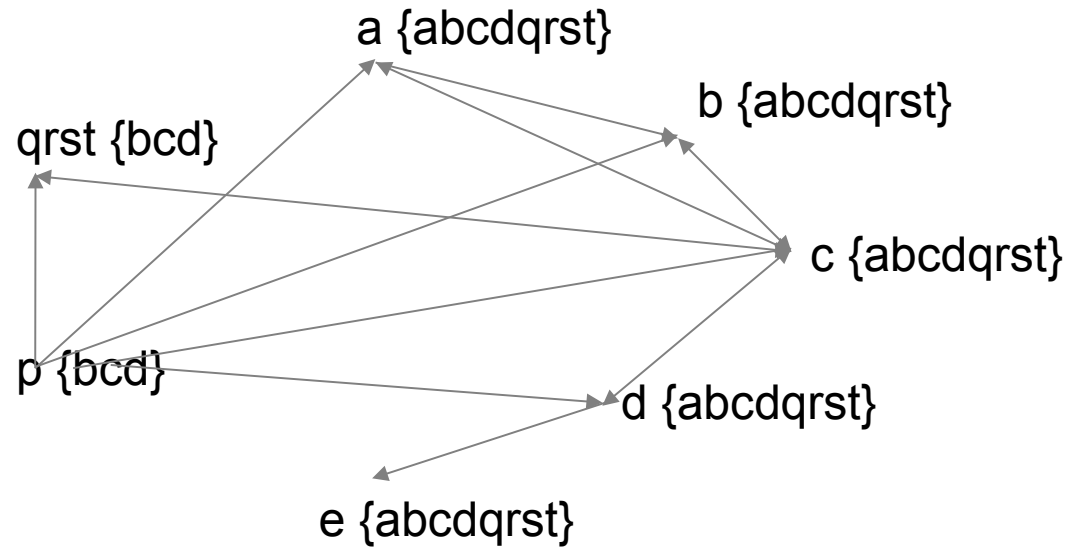 a {abcdqrst}
b {abcdqrst}
qrst {bcd}
c {abcdqrst}
p {bcd}
d {abcdqrst}
e {abcdqrst}